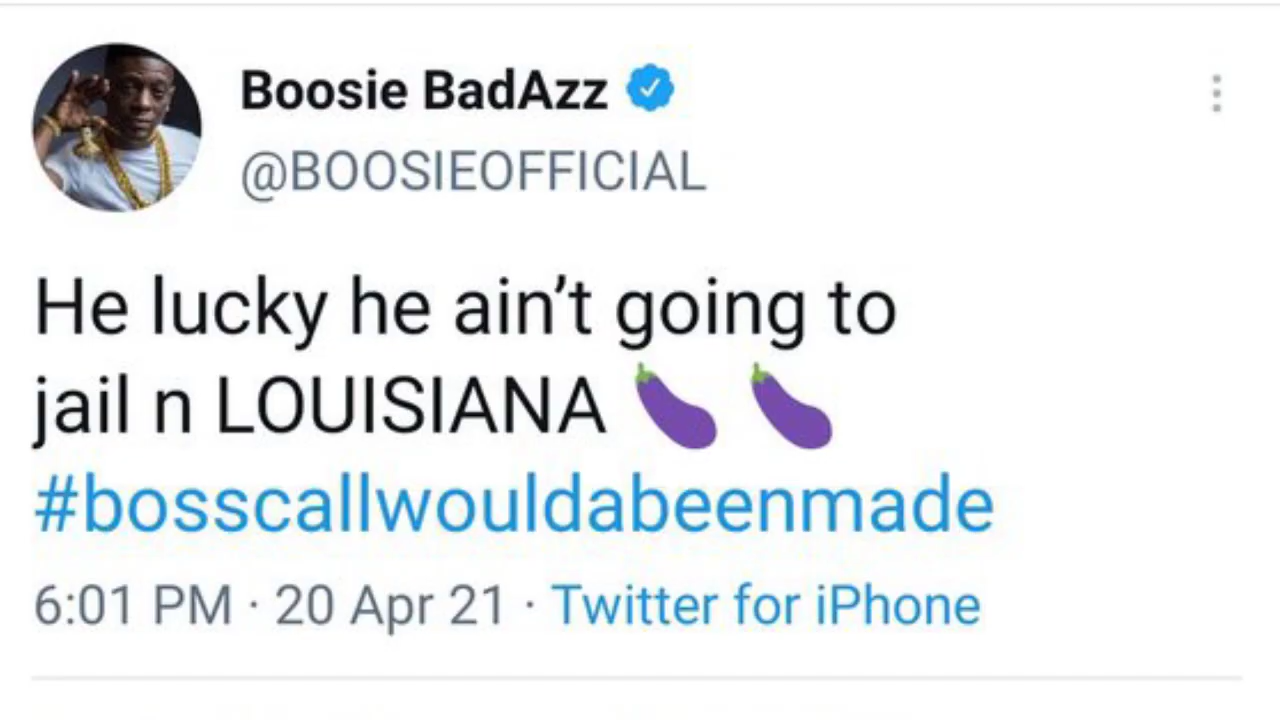 Boosie BadAzz
@BOOSIEOFFICIAL
He lucky he ain’t going to
jail n LOUISIANA 🍆 🍆
#bosscallwouldabeenmade
6:01 PM · 20 Apr 21 · Twitter for iPhone